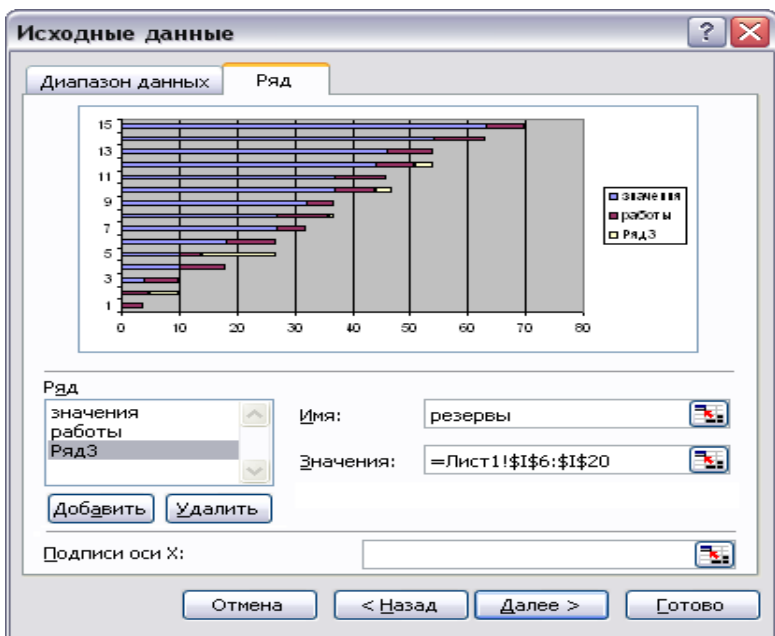 Исходные данные
Диапазон данных Ряд
15
13
11
9
7
5
3
1
0 10 20 30 40 50 60 70 80
значения
работы
Ряд3
Ряд
значения
работы
Ряд3
Имя: резервы
Значения: =Лист1!$I$6:$I$20
Добавить Удалить
Подписи оси X:
Отмена < Назад Далее > Готово